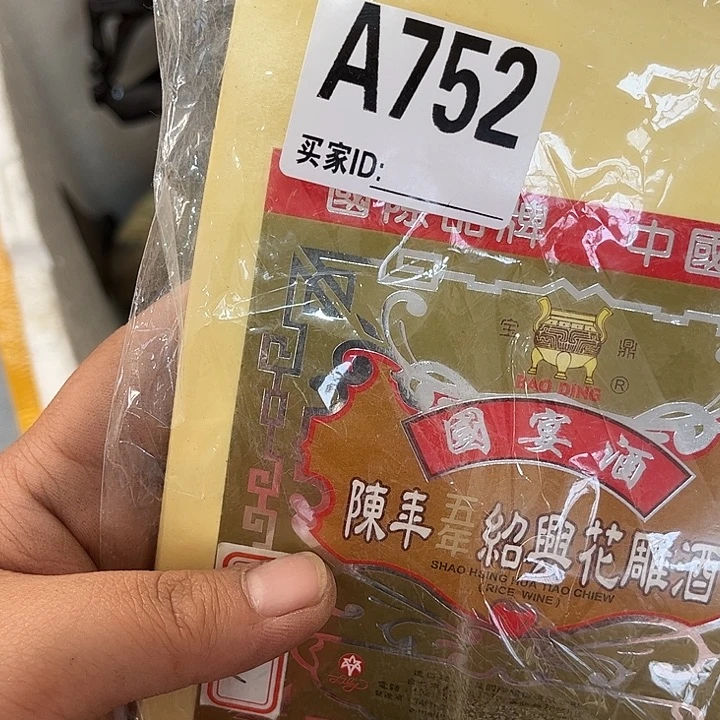 A752
买家ID:
國際品牌 中國
宝 鼎
BAO DING ®
國宴酒
陳年 五年 紹興花雕酒
SHAO HSING HUA TIAO CHIEW
(RICE WINE)